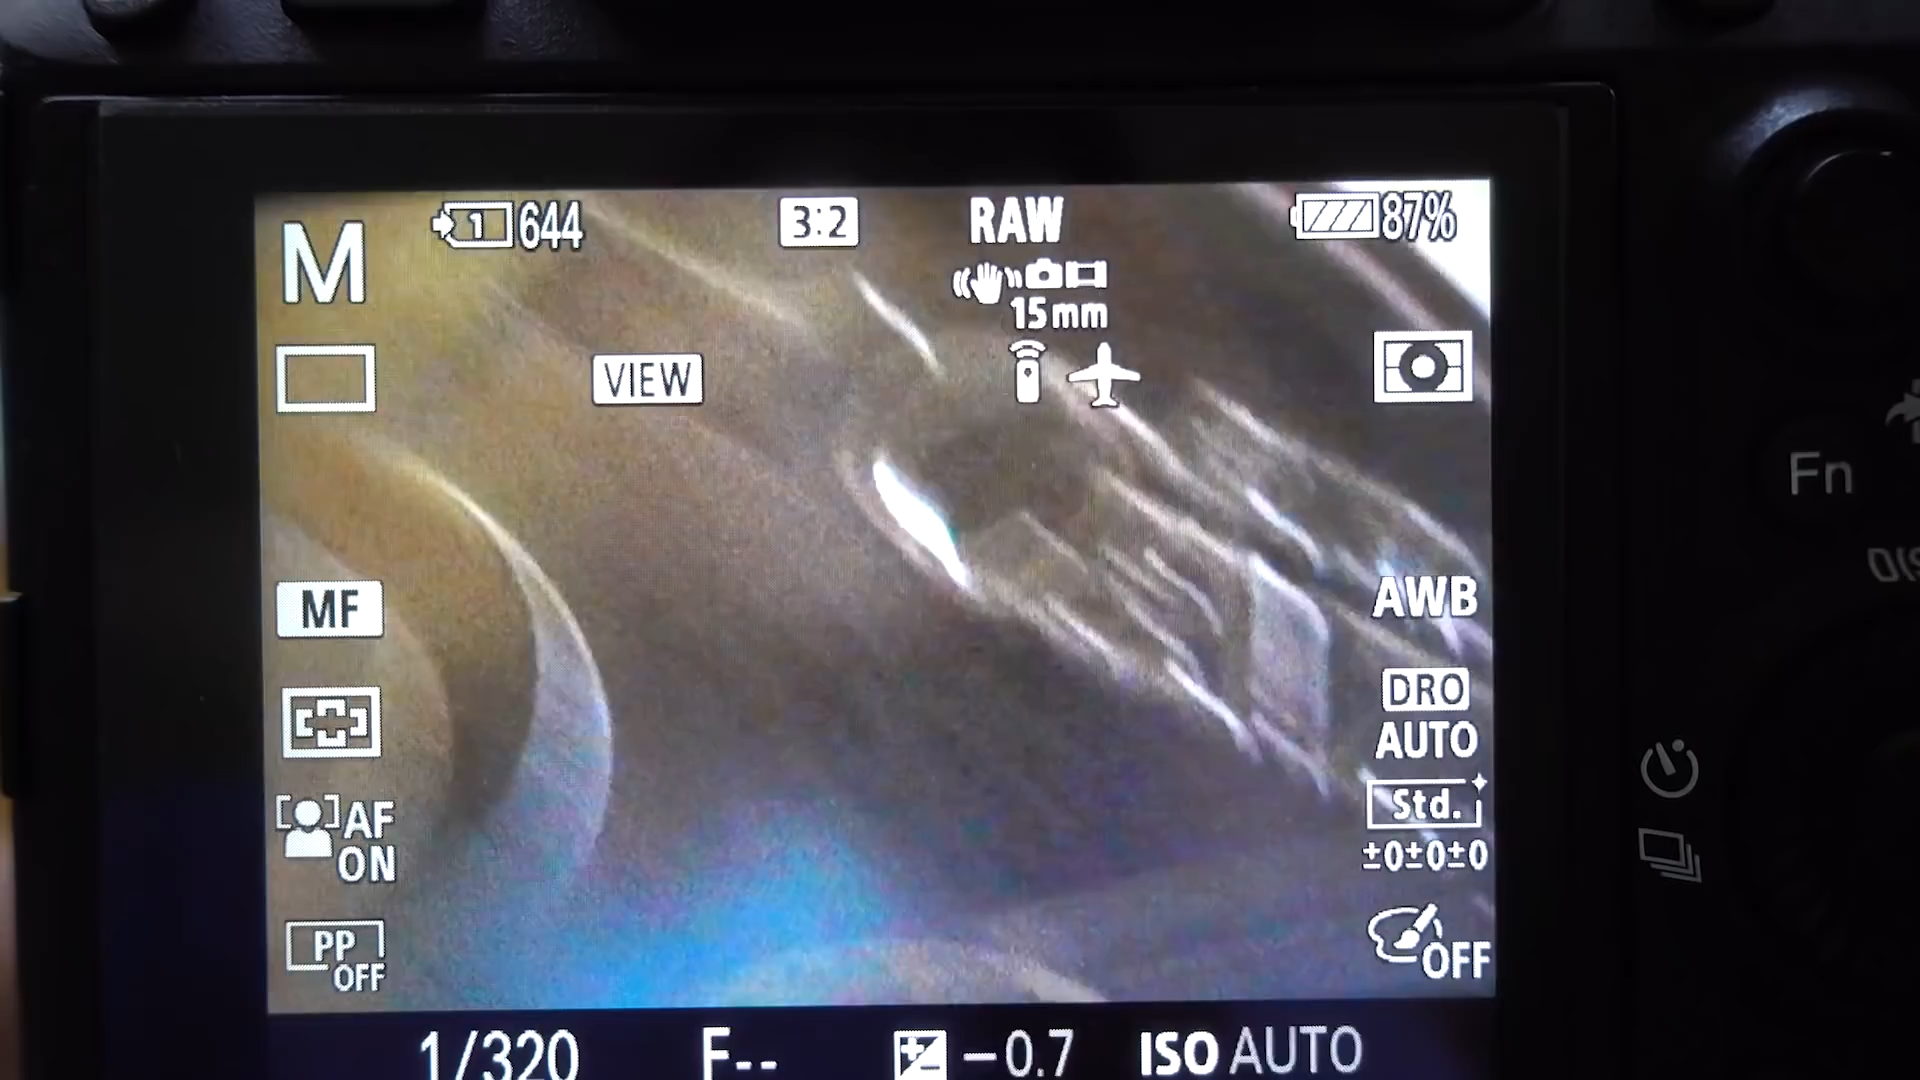 M
1 644
3:2
RAW
87%
15mm
VIEW
MF
AWB
DRO
AUTO
AF
ON
Std.
±0±0±0
PP
OFF
OFF
1/320 F-- −0.7 ISO AUTO
Fn